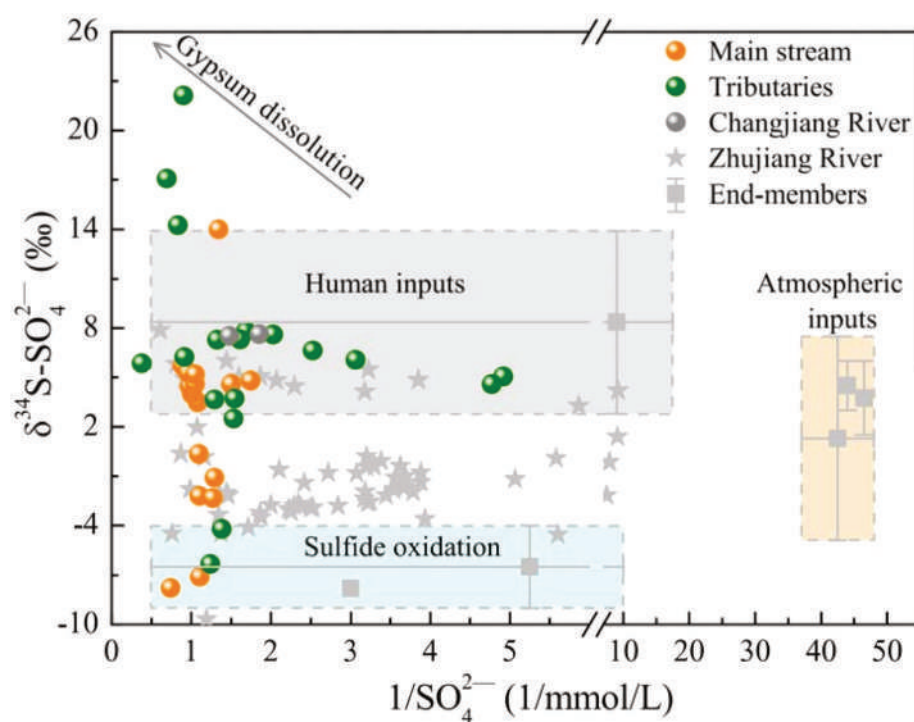 26
20
14
8
2
-4
-10
δ³⁴S-SO₄²⁻ (‰)
Gypsum dissolution
Main stream
Tributaries
Changjiang River
Zhujiang River
End-members
Human inputs
Atmospheric
inputs
Sulfide oxidation
0 1 2 3 4 5 10 20 30 40 50
1/SO₄²⁻ (1/mmol/L)